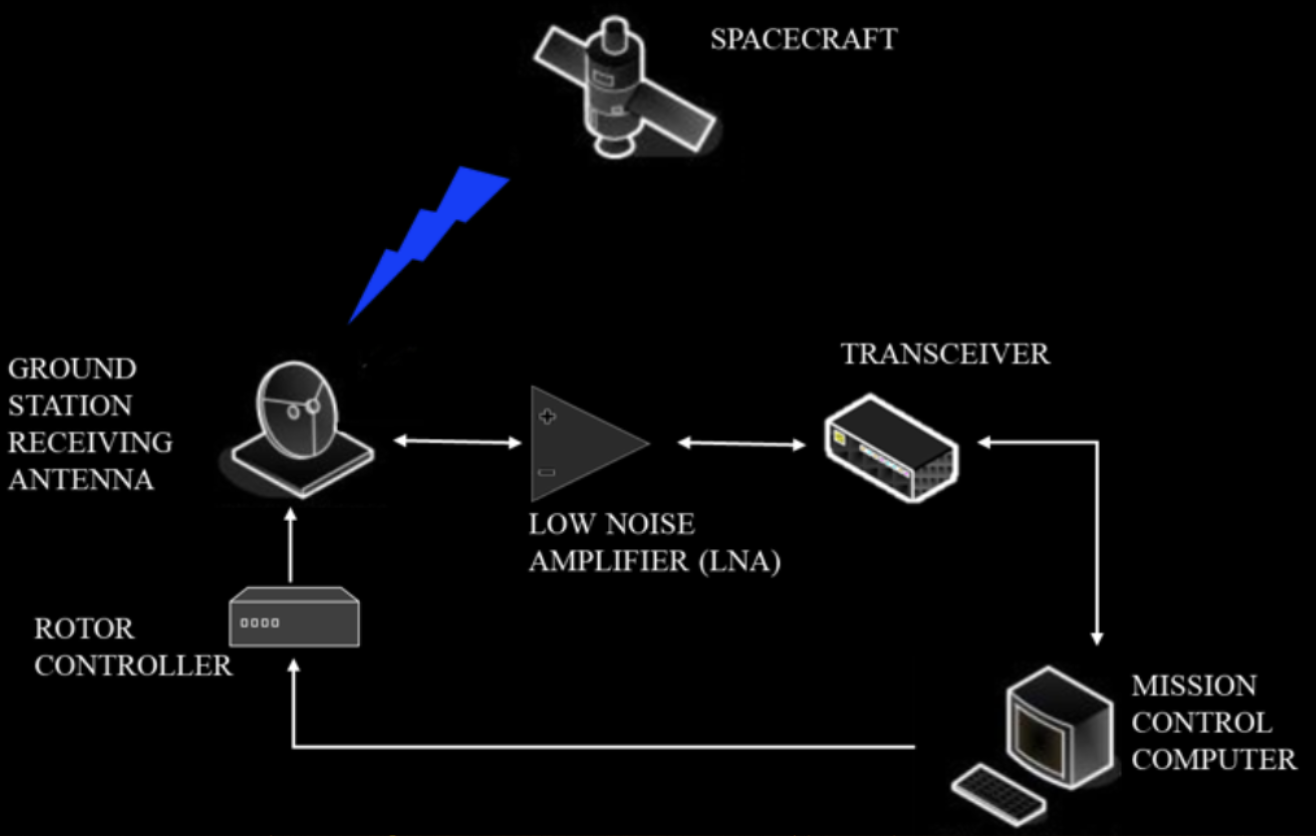 SPACECRAFT
TRANSCEIVER
GROUND
STATION
RECEIVING
ANTENNA
LOW NOISE
AMPLIFIER (LNA)
ROTOR
CONTROLLER
MISSION
CONTROL
COMPUTER